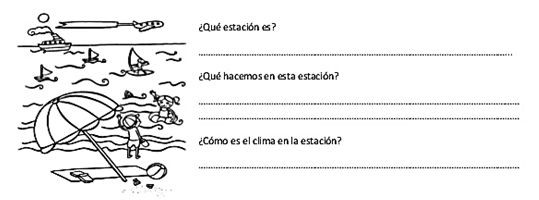 ¿Qué estación es?
¿Qué hacemos en esta estación?
¿Cómo es el clima en la estación?